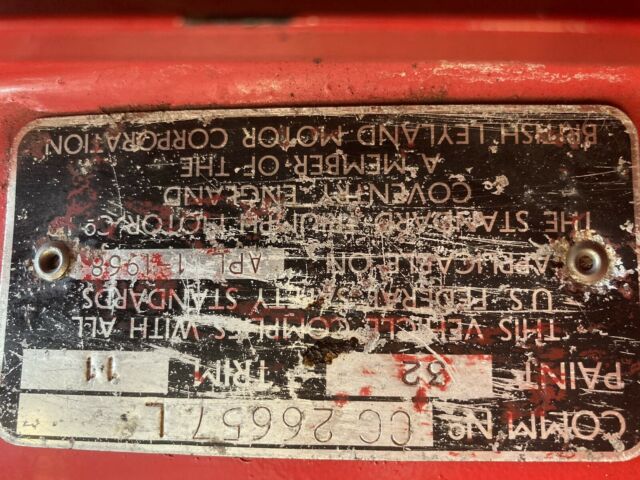 COMM No CC 26657 L
PAINT 32 TRIM 11
THIS VEHICLE COMPLIES WITH ALL
U.S. FEDERAL SAFETY STANDARDS
APPLICABLE ON APL 1 1968
THE STANDARD TRIUMPH MOTOR Co
COVENTRY ENGLAND
A MEMBER OF THE
BRITISH LEYLAND MOTOR CORPORATION